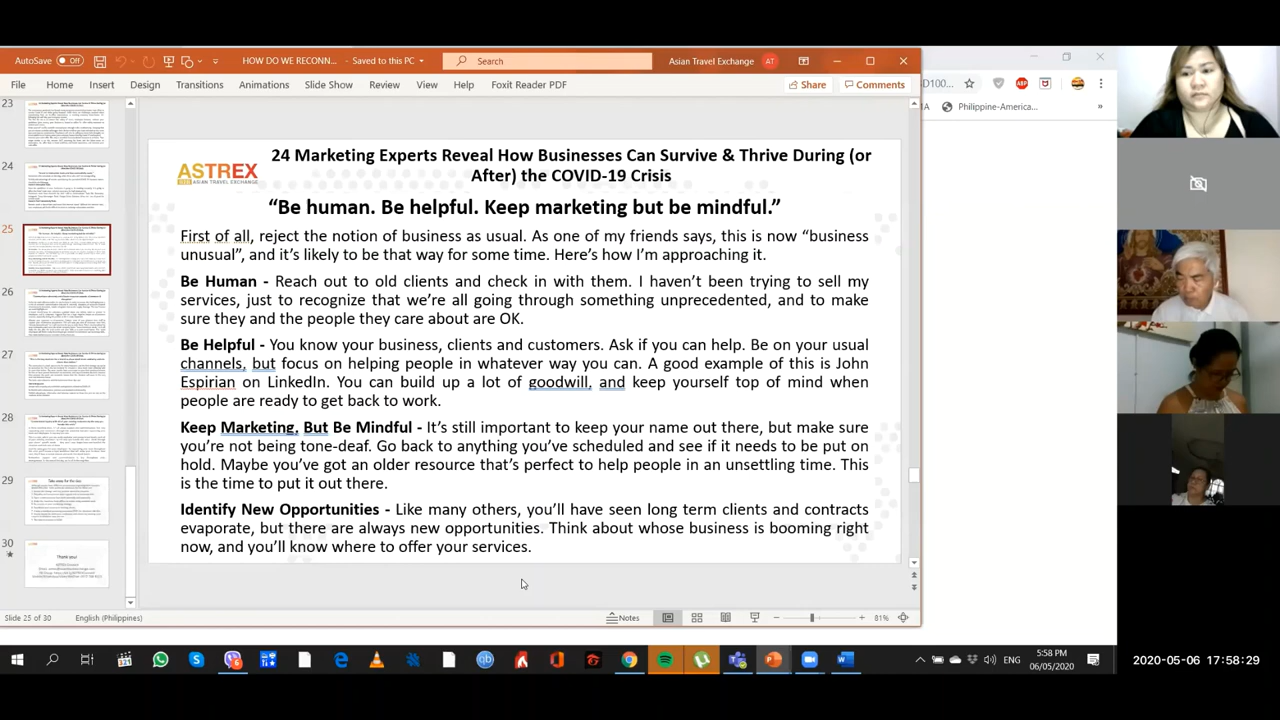 AutoSave Off HOW DO WE RECONN... - Saved to this PC Search Asian Travel Exchange AT
File Home Insert Design Transitions Animations Slide Show Review View Help Foxit Reader PDF Share Comments
D100...
A Philippine-America... »
23
24
25
26
27
28
29
Take away for the day
30
Thank you!
ASTREX
ASIAN TRAVEL EXCHANGE
24 Marketing Experts Reveal How Businesses Can Survive & Thrive During (or
After) the COVID-19 Crisis
“Be human. Be helpful. Keep marketing but be mindful.”
First of all, reject the notion of business as usual! As one of my friends says, this is now “business
unusual”, and it’s likely to be that way for some time. Here’s how I’m approaching it.
Be Human - Reach out to old clients and check in with them. I haven’t been trying to sell my
services, just to recognize that we’re all going through something unprecedented, and to make
sure they and the people they care about are OK.
Be Helpful - You know your business, clients and customers. Ask if you can help. Be on your usual
channels, but focus on helping people in whatever way you can. A good example of this is John
Espirian on LinkedIn. You can build up a lot of goodwill, and keep yourself top of mind when
people are ready to get back to work.
Keep Marketing, But Be Mindful - It’s still important to keep your name out there, but make sure
you’re not being tone deaf. Go back to anything you’ve scheduled and see if it needs to be put on
hold. Maybe you’ve got an older resource that’s perfect to help people in an unsettling time. This
is the time to put it out there.
Identify New Opportunities - Like many others, you’ll have seen long term clients and contracts
evaporate, but there are always new opportunities. Think about whose business is booming right
now, and you’ll know where to offer your services.
Slide 25 of 30 English (Philippines) Notes 81%
ENG 5:58 PM
06/05/2020
2020-05-06 17:58:29